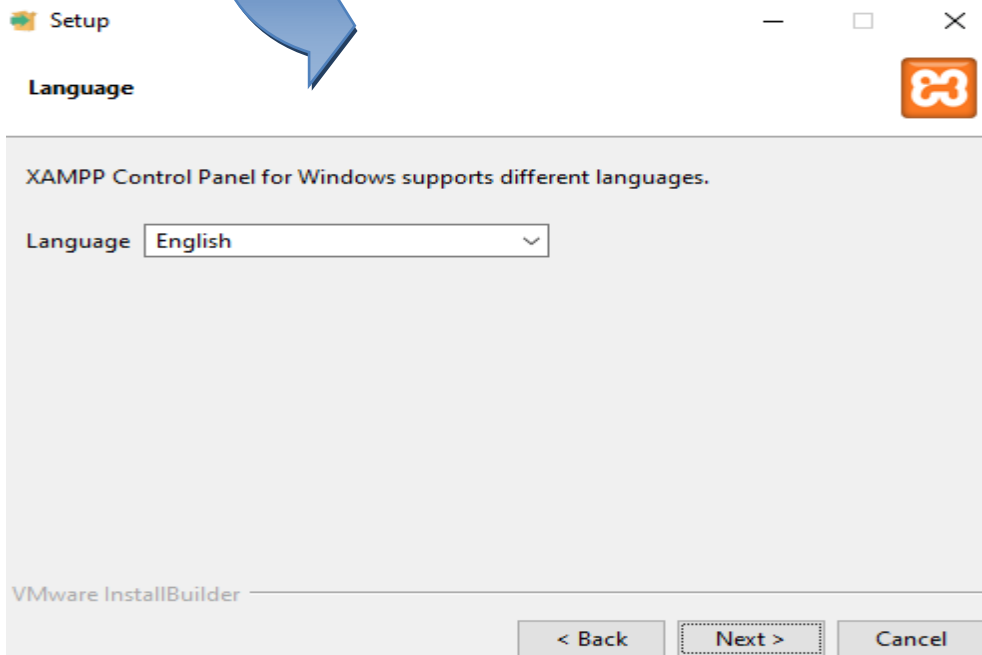 Setup
Language
XAMPP Control Panel for Windows supports different languages.
Language English
VMware InstallBuilder
< Back Next > Cancel